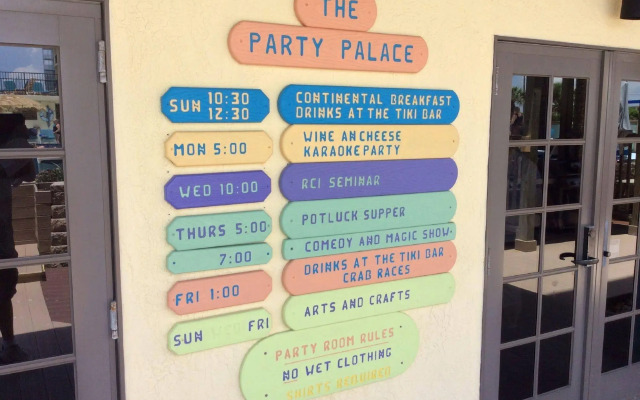 THE
PARTY PALACE
SUN 10:30
12:30
CONTINENTAL BREAKFAST
DRINKS AT THE TIKI BAR
MON 5:00
WINE AN CHEESE
KARAOKE PARTY
WED 10:00
RCI SEMINAR
THURS 5:00
POTLUCK SUPPER
7:00
COMEDY AND MAGIC SHOW
FRI 1:00
DRINKS AT THE TIKI BAR
CRAB RACES
SUN WED FRI
ARTS AND CRAFTS
PARTY ROOM RULES
NO WET CLOTHING
SHIRTS REQUIRED